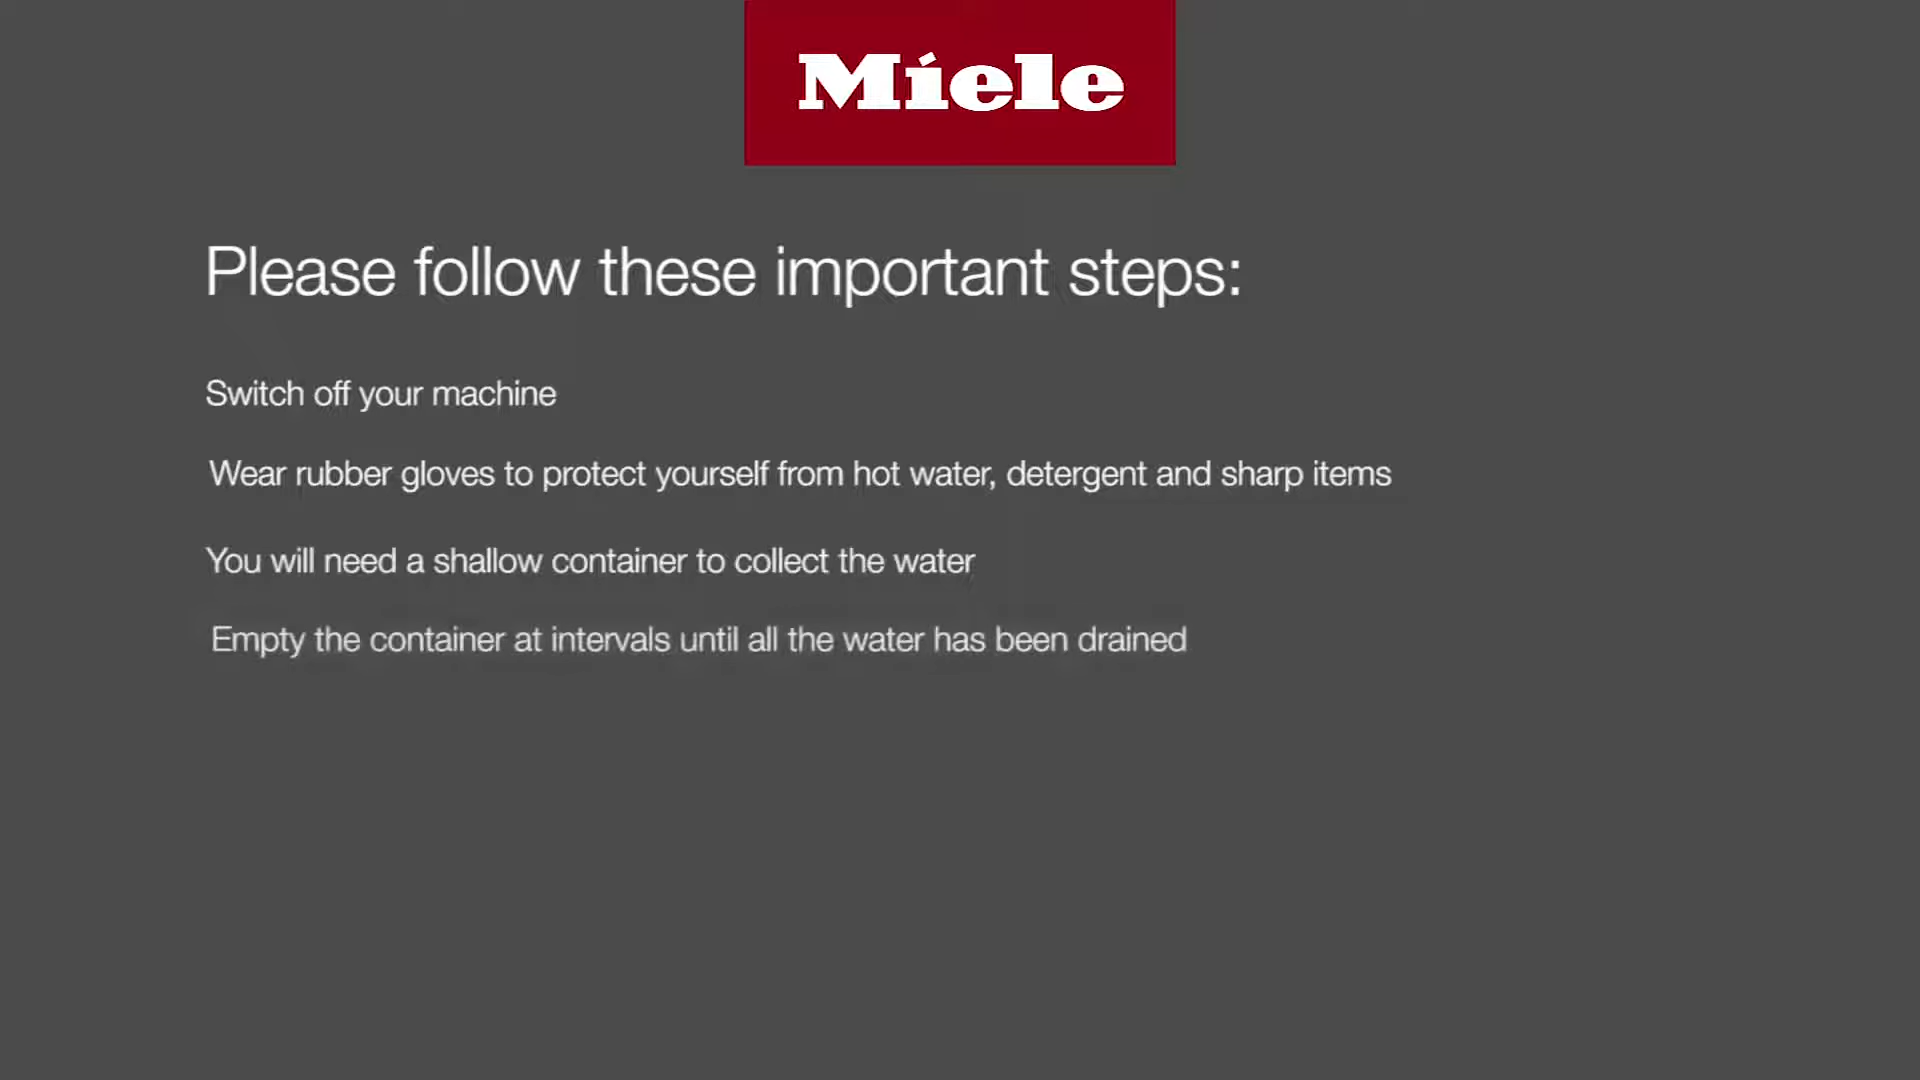 Miele
Please follow these important steps:
Switch off your machine
Wear rubber gloves to protect yourself from hot water, detergent and sharp items
You will need a shallow container to collect the water
Empty the container at intervals until all the water has been drained